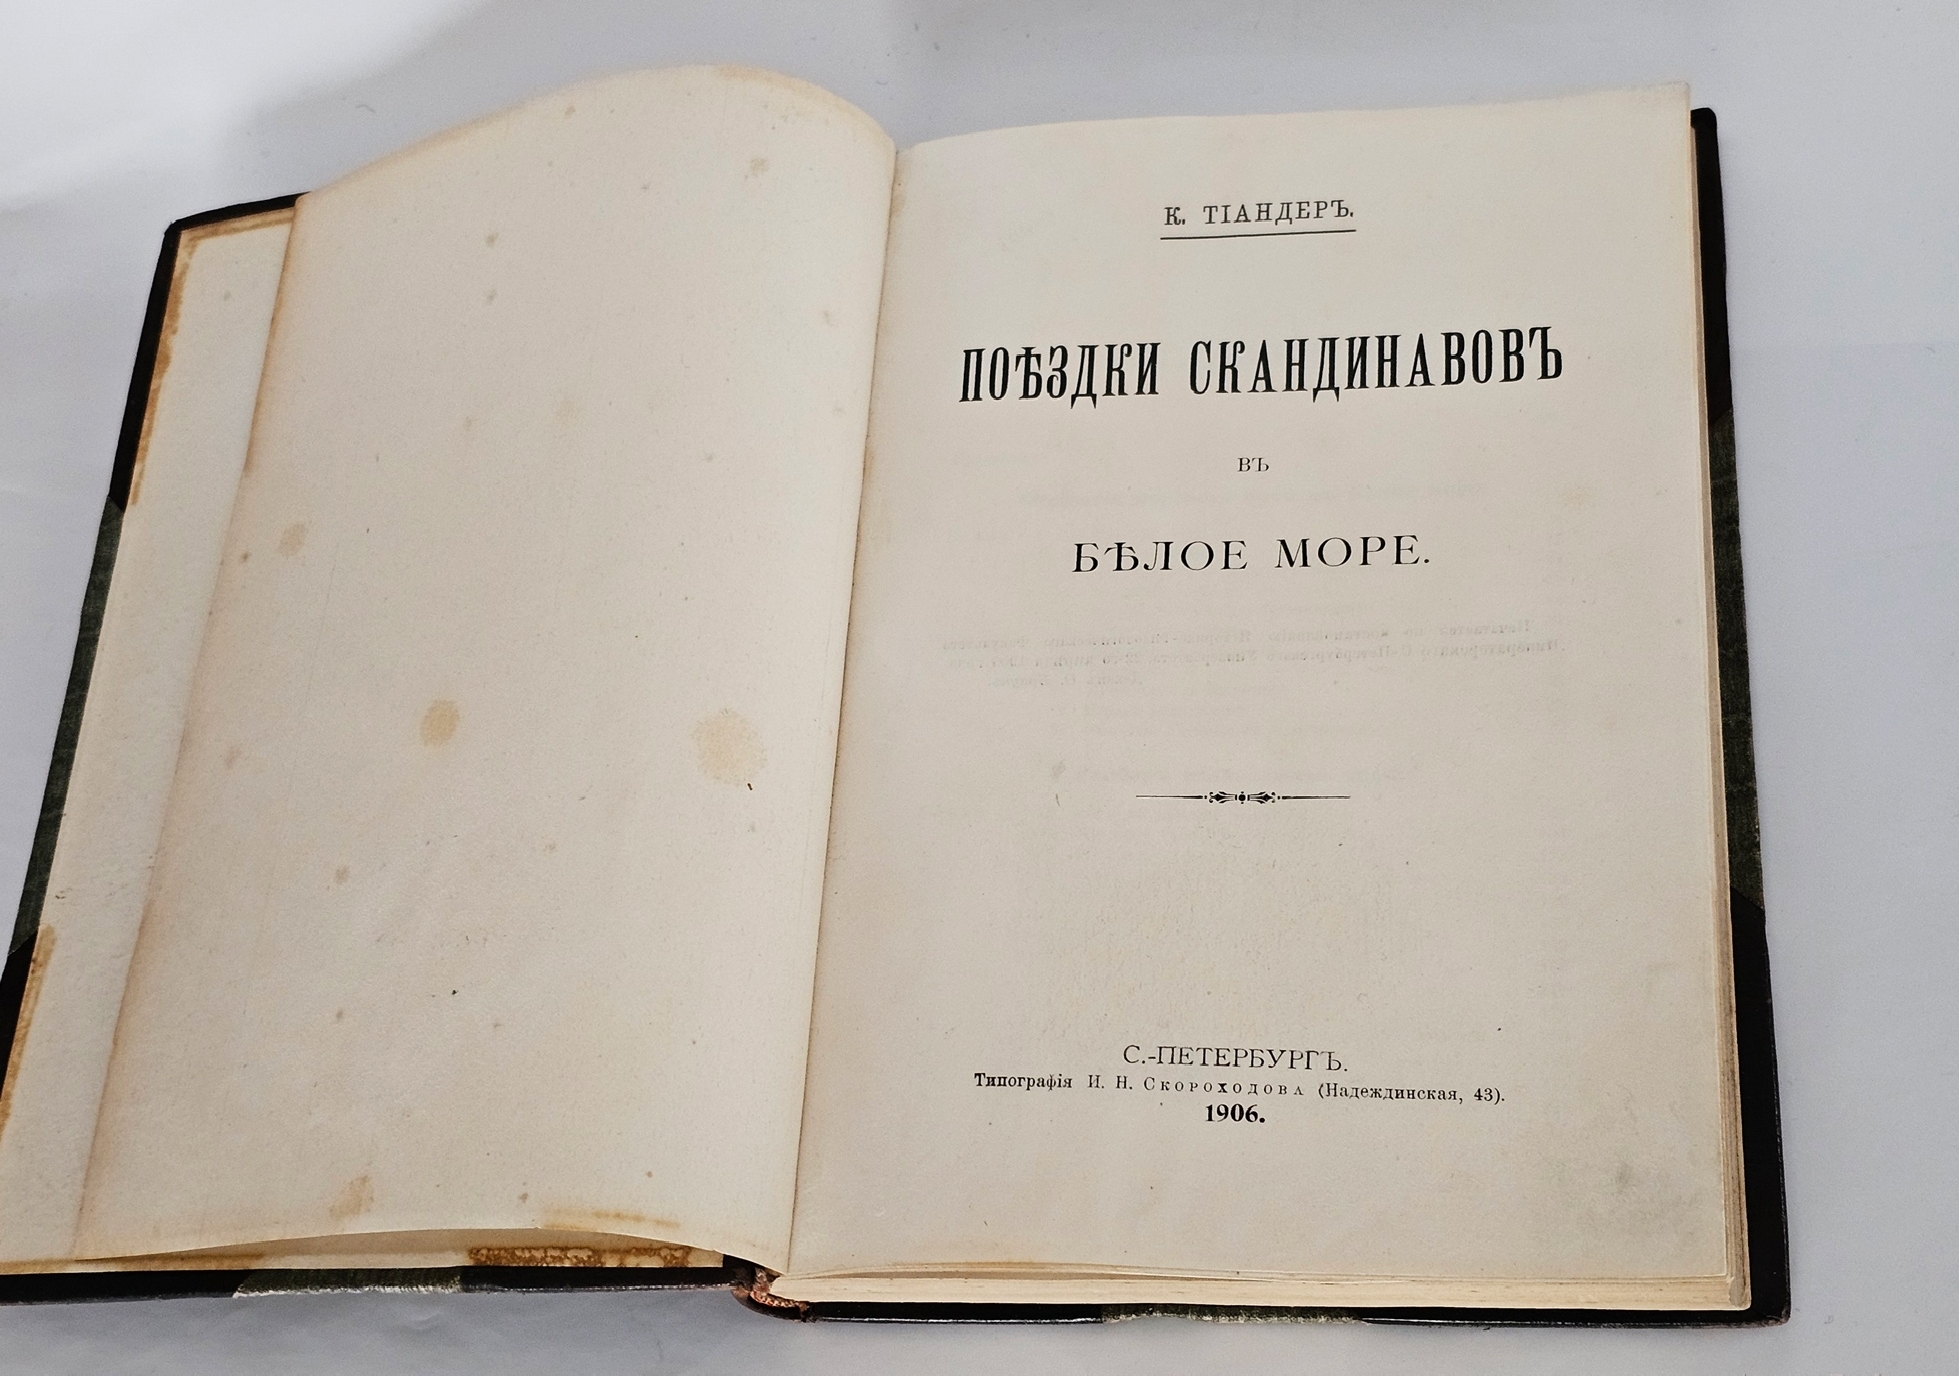 К. ТІАНДЕРЪ.
ПОѢЗДКИ СКАНДИНАВОВЪ
ВЪ
БѢЛОЕ МОРЕ.
С.-ПЕТЕРБУРГЪ.
Типографія И. Н. Скороходова (Надеждинская, 43).
1906.